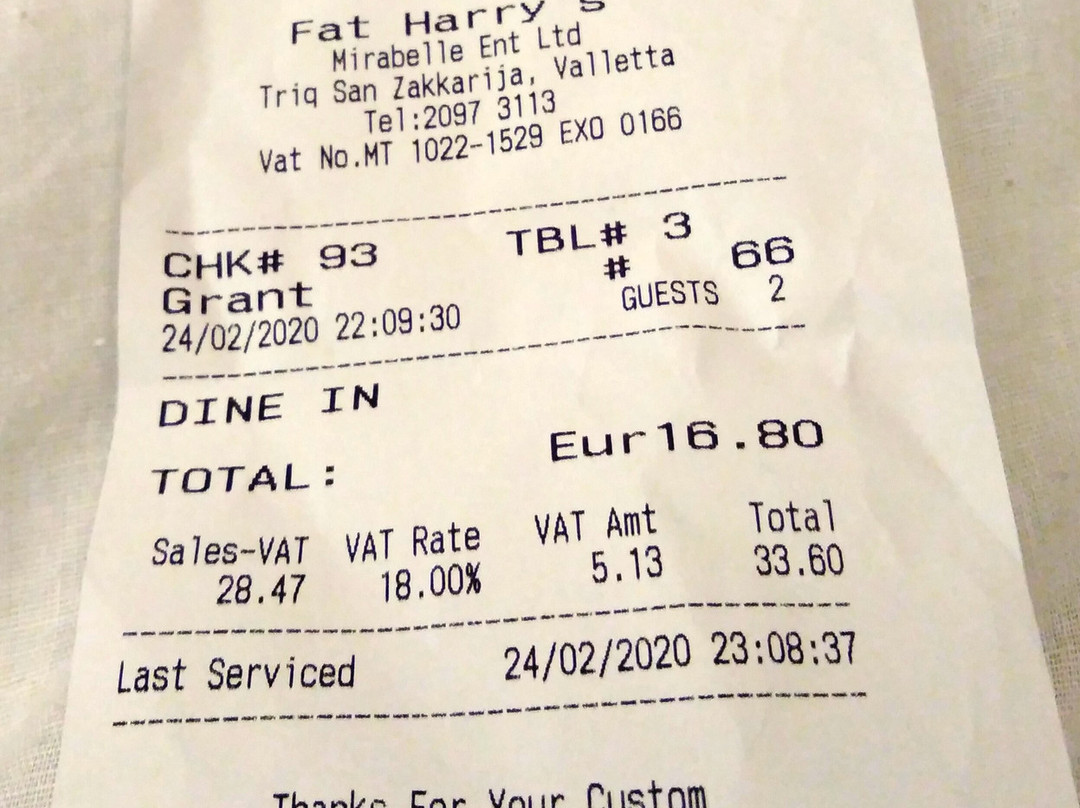 Fat Harry's
Mirabelle Ent Ltd
Triq San Zakkarija, Valletta
Tel:2097 3113
Vat No.MT 1022-1529 EXO 0166
CHK# 93 TBL# 3
# 66
Grant
GUESTS 2
24/02/2020 22:09:30
DINE IN
TOTAL: Eur16.80
Sales-VAT VAT Rate VAT Amt Total
28.47 18.00% 5.13 33.60
Last Serviced 24/02/2020 23:08:37
Thanks For Your Custom